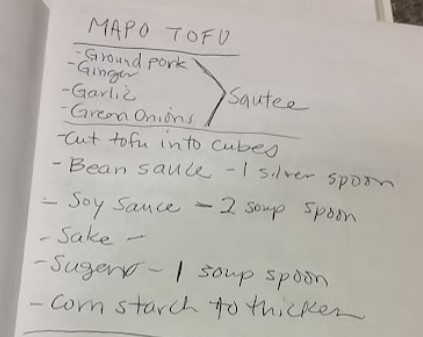 MAPO TOFU
- Ground pork
- Ginger
- Garlic
- Green Onions
Sautee
- Cut tofu into cubes
- Bean sauce - 1 silver spoon
- Soy Sauce - 2 soup spoon
- Sake -
- Sugar - 1 soup spoon
- Corn starch to thicken